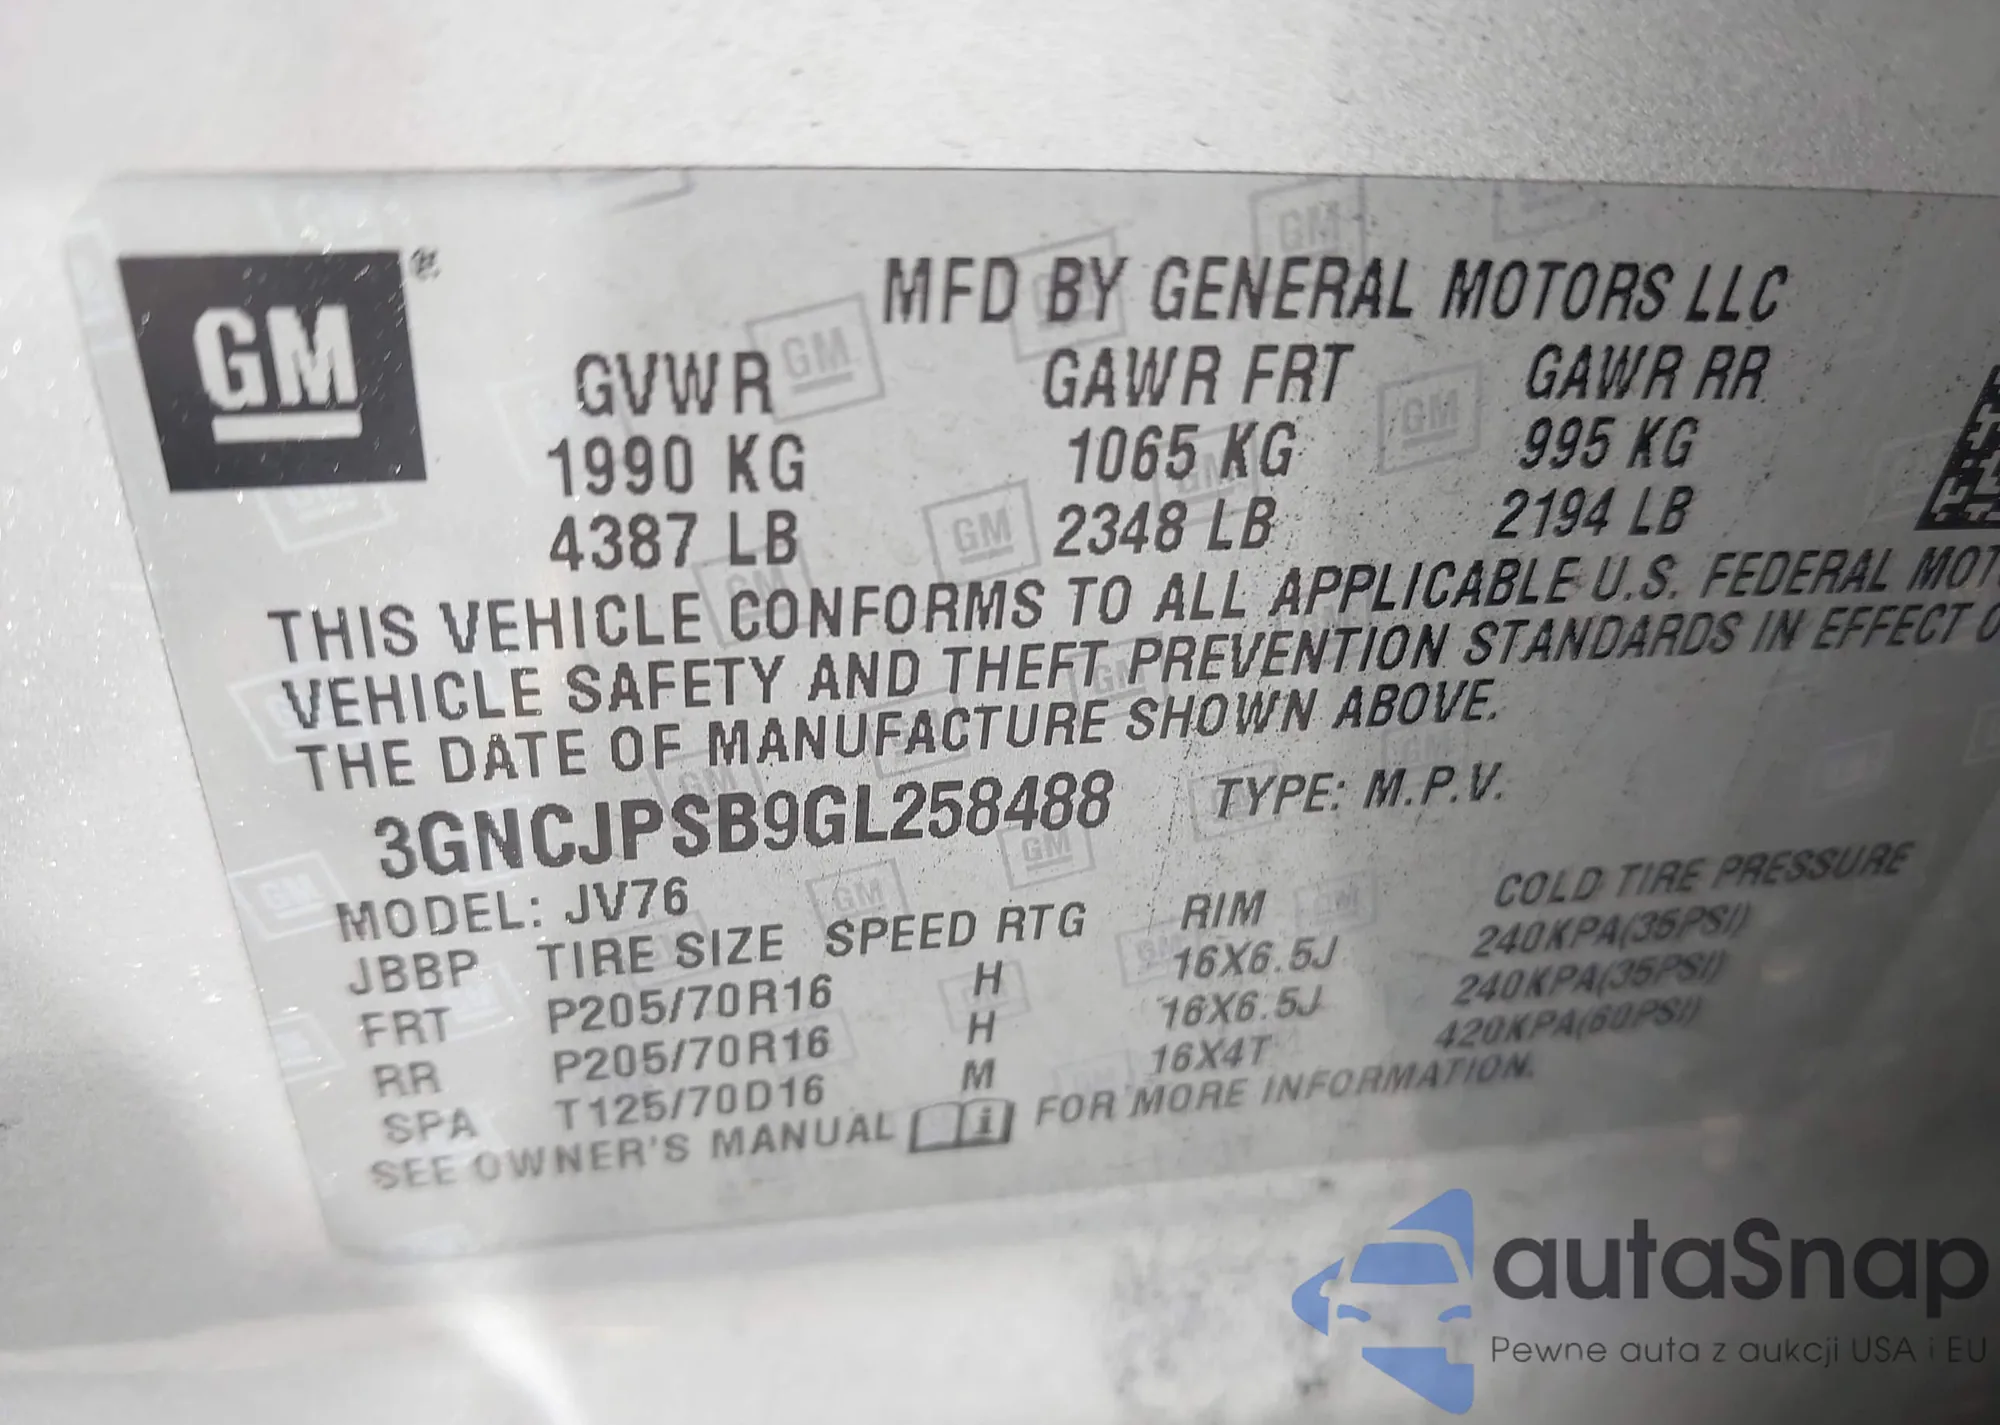 GM®
MFD BY GENERAL MOTORS LLC
GVWR GAWR FRT GAWR RR
1990 KG 1065 KG 995 KG
4387 LB 2348 LB 2194 LB
THIS VEHICLE CONFORMS TO ALL APPLICABLE U.S. FEDERAL MOT
VEHICLE SAFETY AND THEFT PREVENTION STANDARDS IN EFFECT O
THE DATE OF MANUFACTURE SHOWN ABOVE.
3GNCJPSB9GL258488 TYPE: M.P.V.
MODEL: JV76
JBBP TIRE SIZE SPEED RTG RIM COLD TIRE PRESSURE
FRT P205/70R16 H 16X6.5J 240KPA(35PSI)
RR P205/70R16 H 16X6.5J 240KPA(35PSI)
SPA T125/70D16 M 16X4T 420KPA(60PSI)
SEE OWNER'S MANUAL i FOR MORE INFORMATION.
autaSnap
Pewne auta z aukcji USA i EU